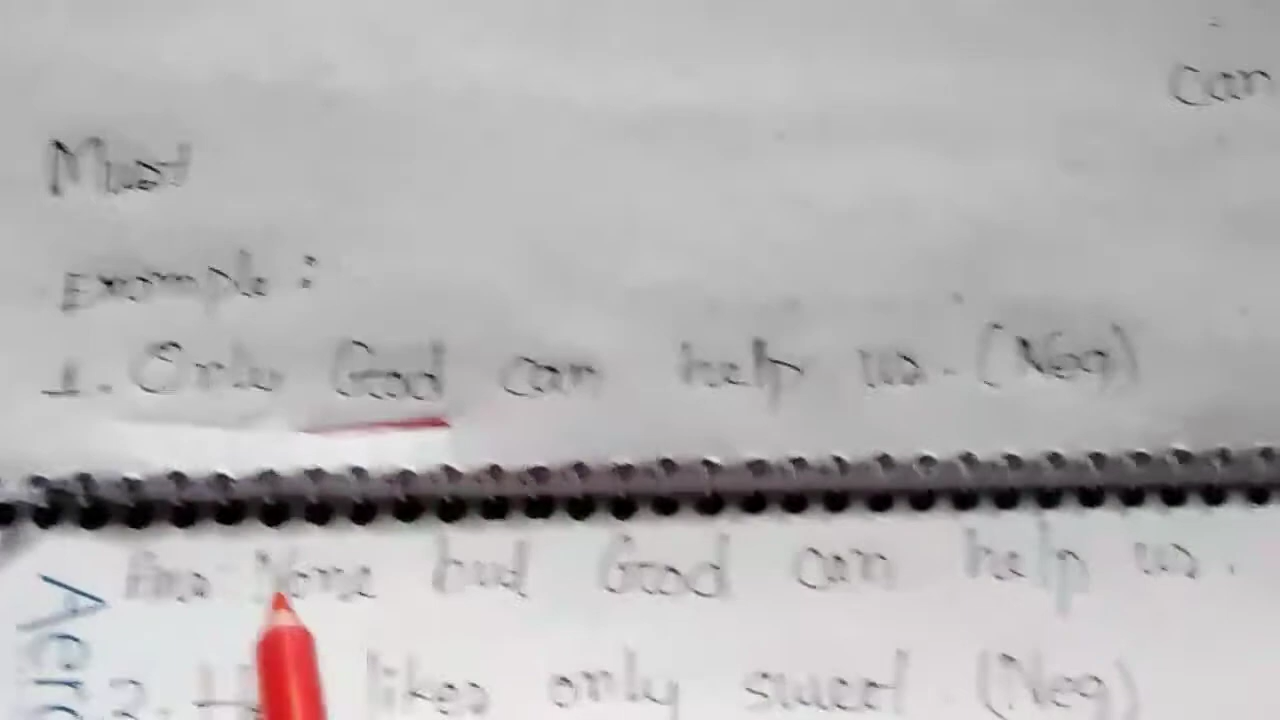 Can
Must
Example:
1. Only God can help us. (Neg)
Ans None but God can help us.
2. He likes only sweet. (Neg)